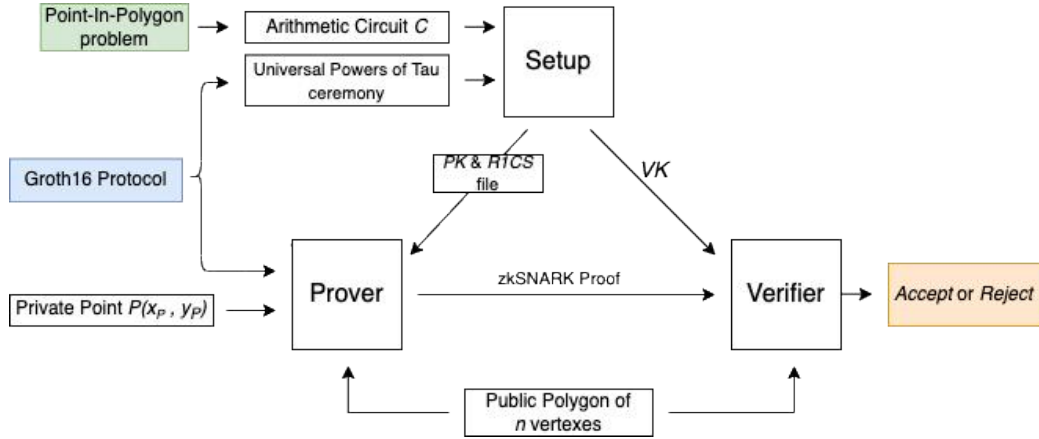 Point-In-Polygon
problem
Arithmetic Circuit C
Universal Powers of Tau
ceremony
Setup
Groth16 Protocol
PK & R1CS
file
VK
Prover
zkSNARK Proof
Verifier
Accept or Reject
Private Point P(xₚ , yₚ)
Public Polygon of
n vertexes